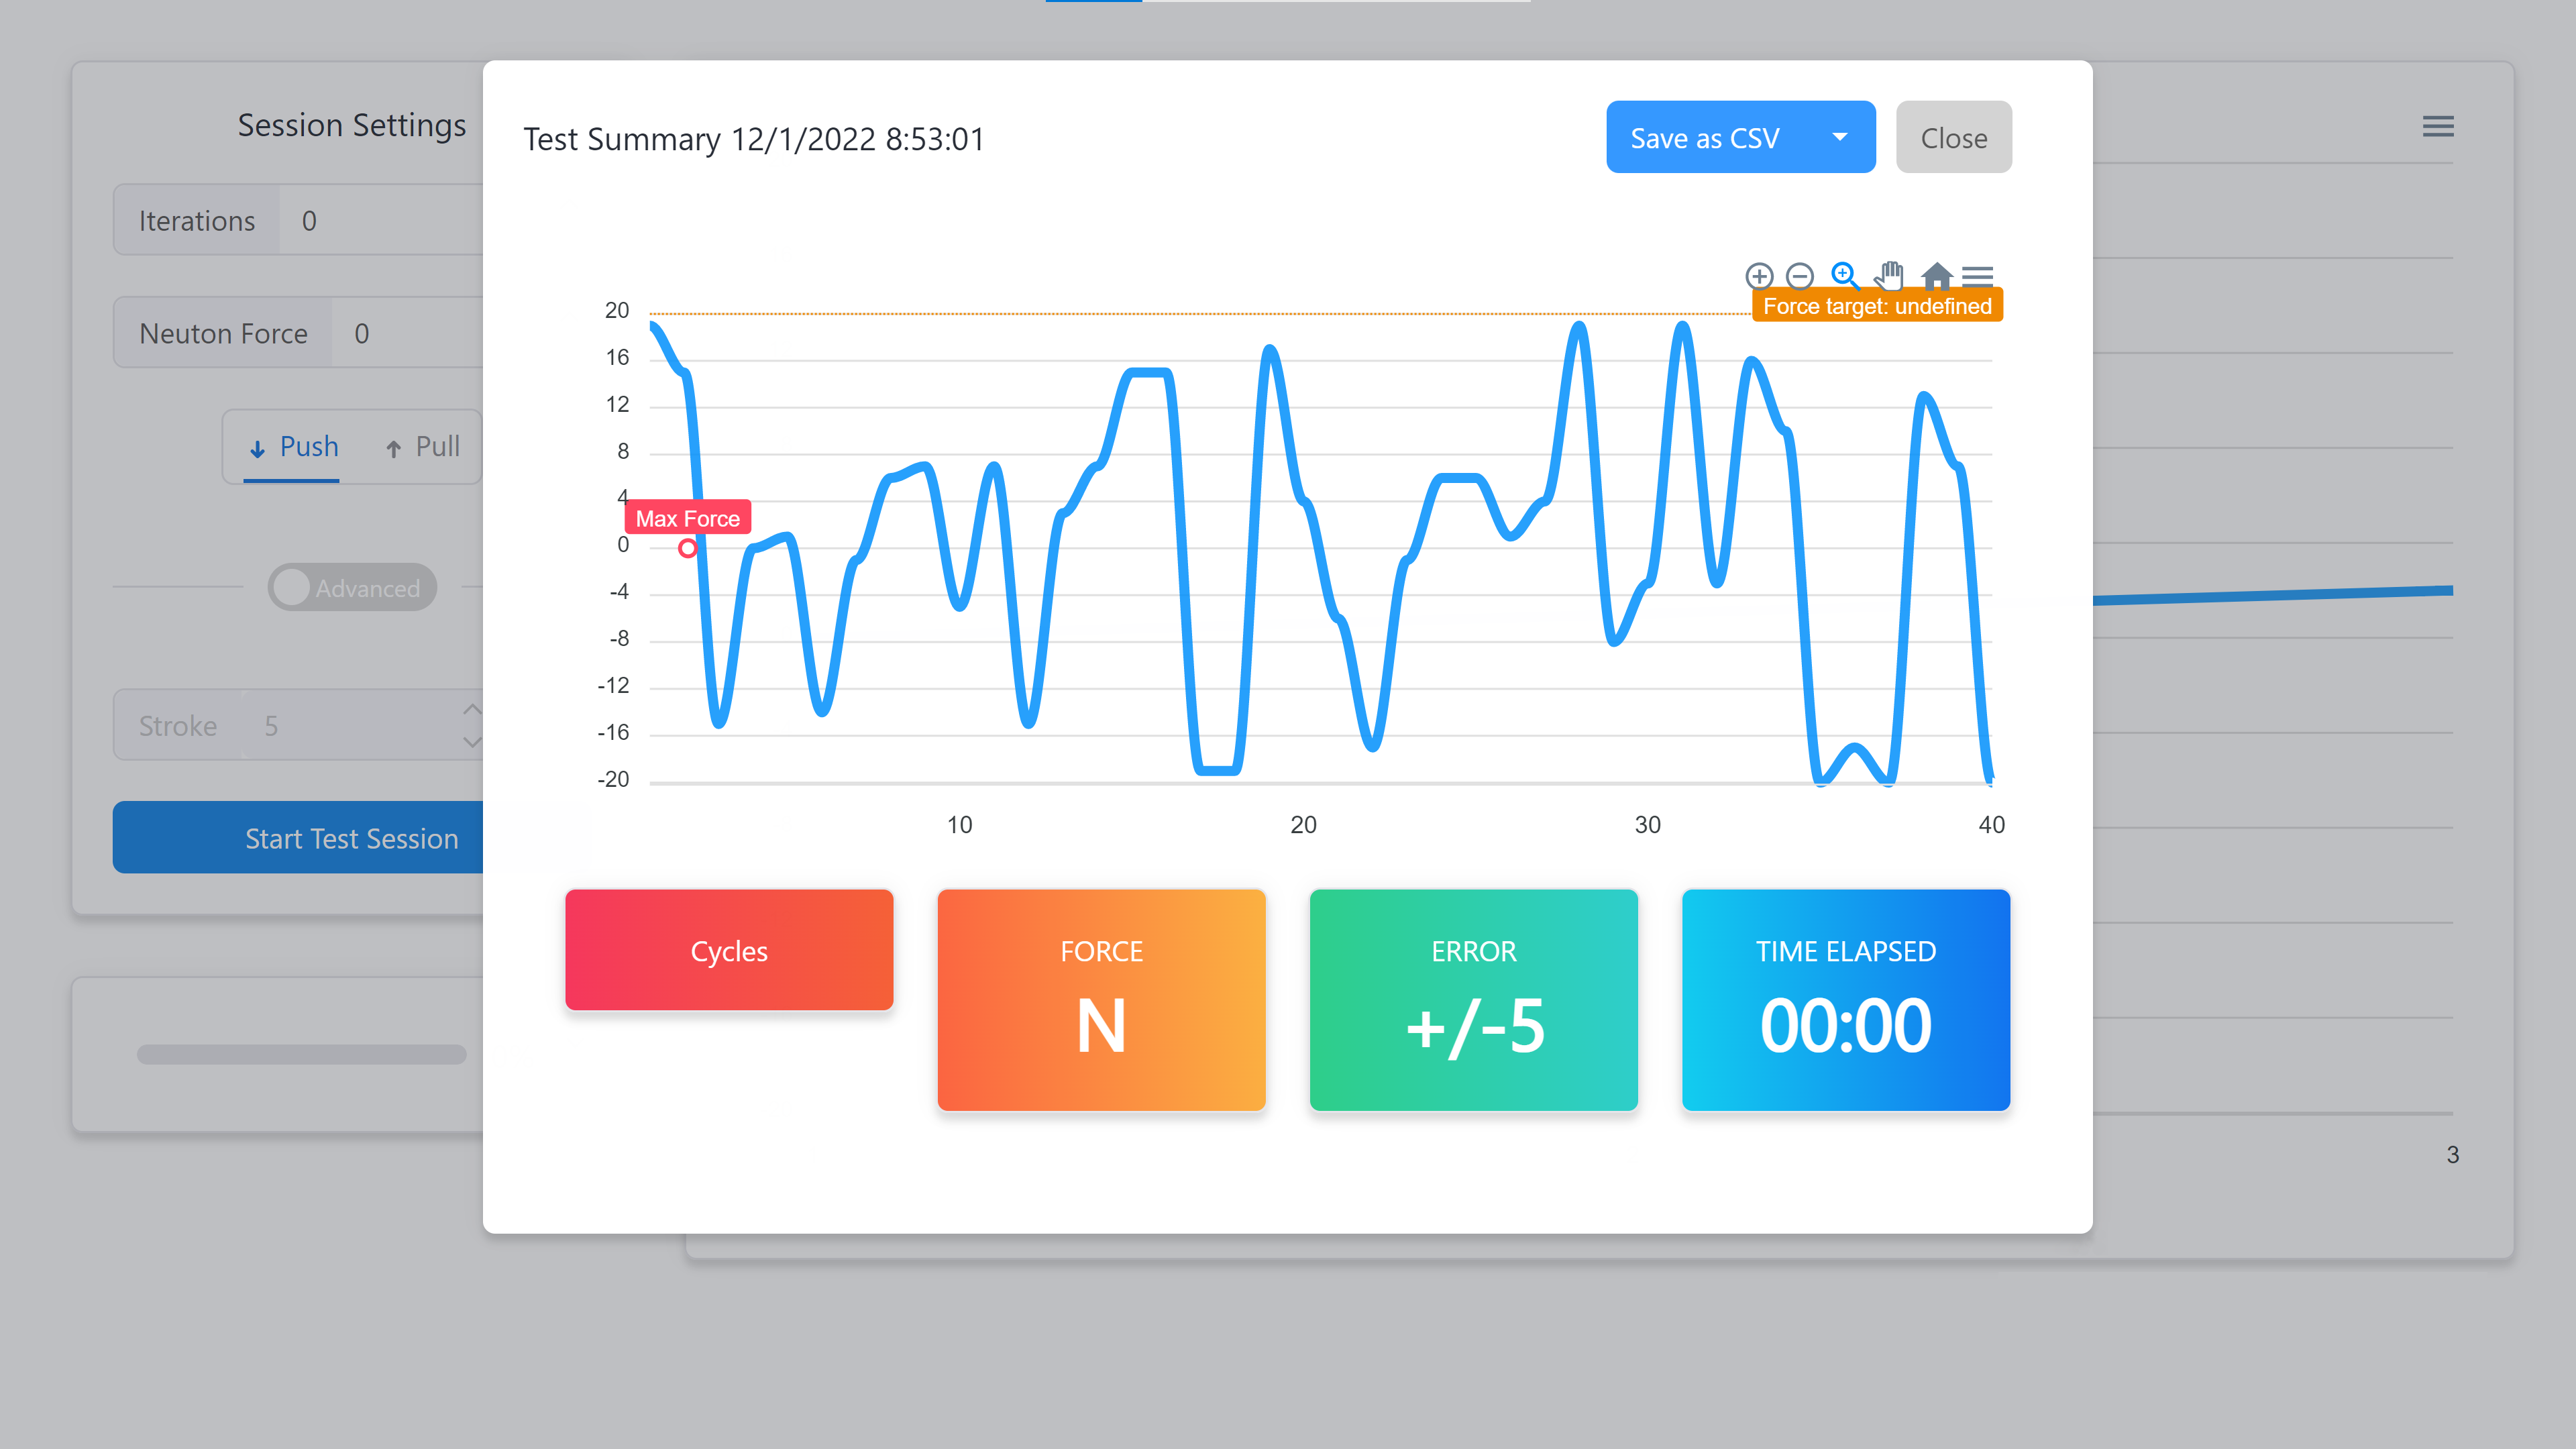 Session Settings
Iterations 0
Neuton Force 0
Push Pull
Advanced
Stroke 5
Start Test Session
Test Summary 12/1/2022 8:53:01
Save as CSV
Close
Force target: undefined
20
16
12
8
4
Max Force
0
-4
-8
-12
-16
-20
10 20 30 40
Cycles
FORCE
N
ERROR
+/-5
TIME ELAPSED
00:00
3